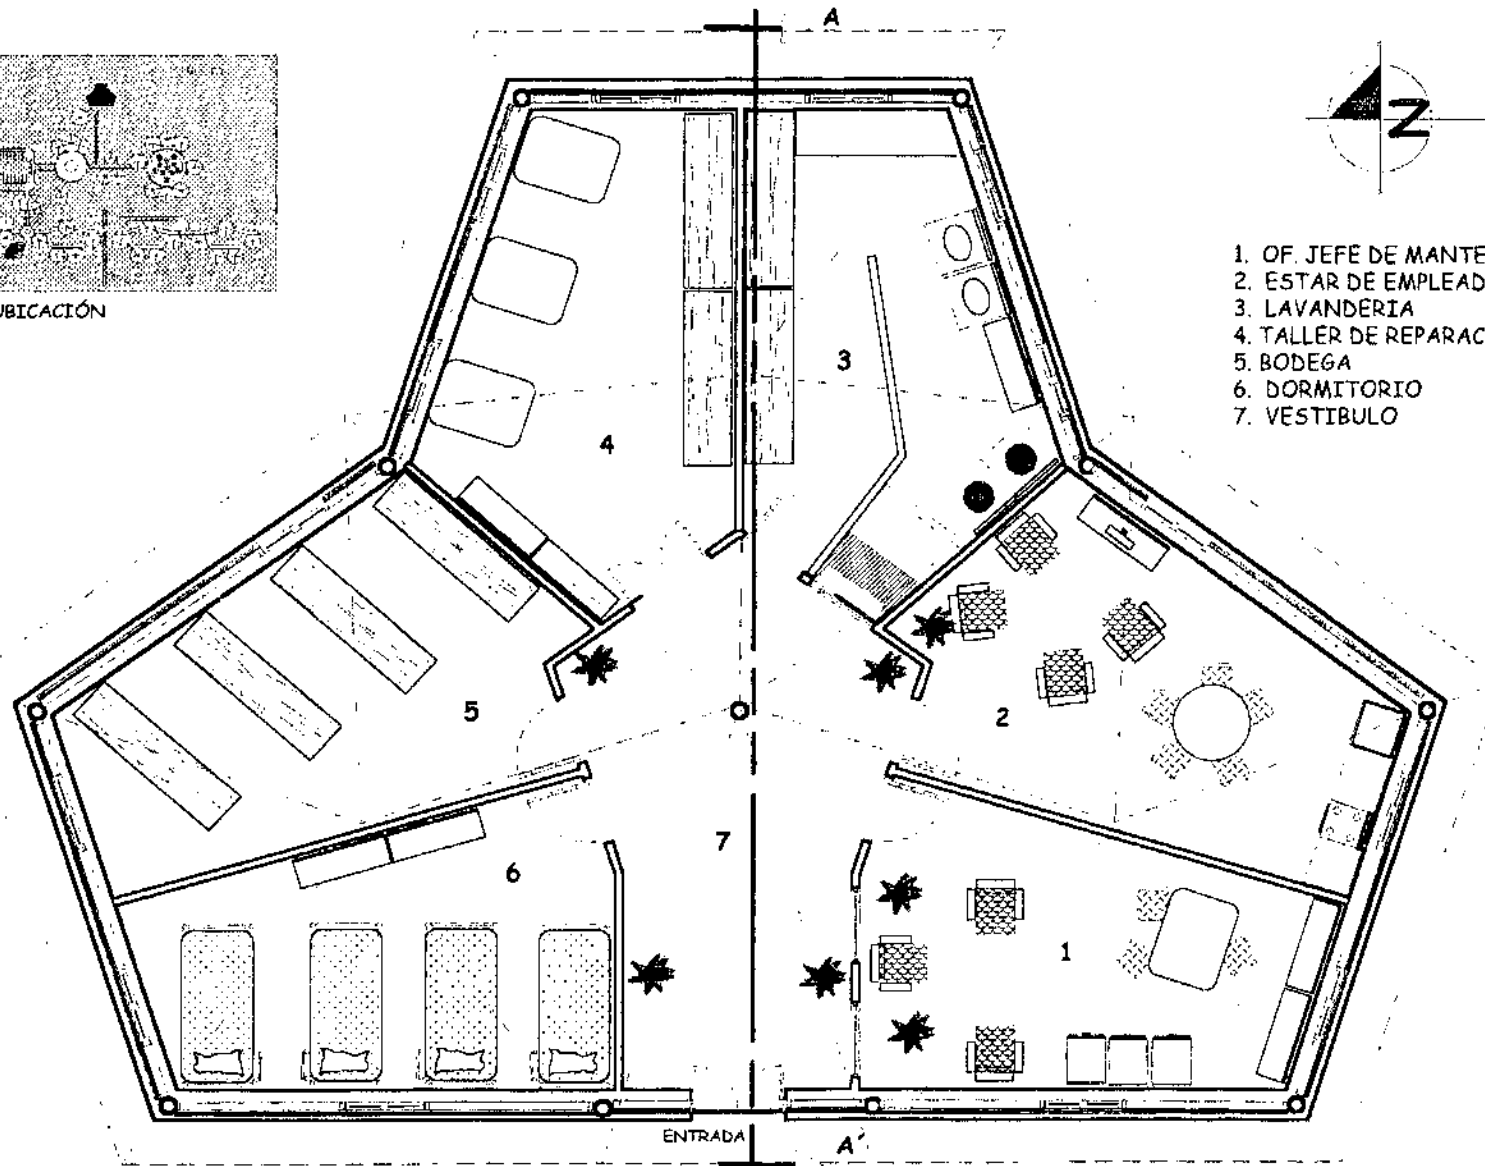 A
N
UBICACIÓN
1. OF. JEFE DE MANTE
2. ESTAR DE EMPLEAD
3. LAVANDERIA
4. TALLER DE REPARAC
5. BODEGA
6. DORMITORIO
7. VESTIBULO
3
4
5
2
7
6
1
ENTRADA
A'